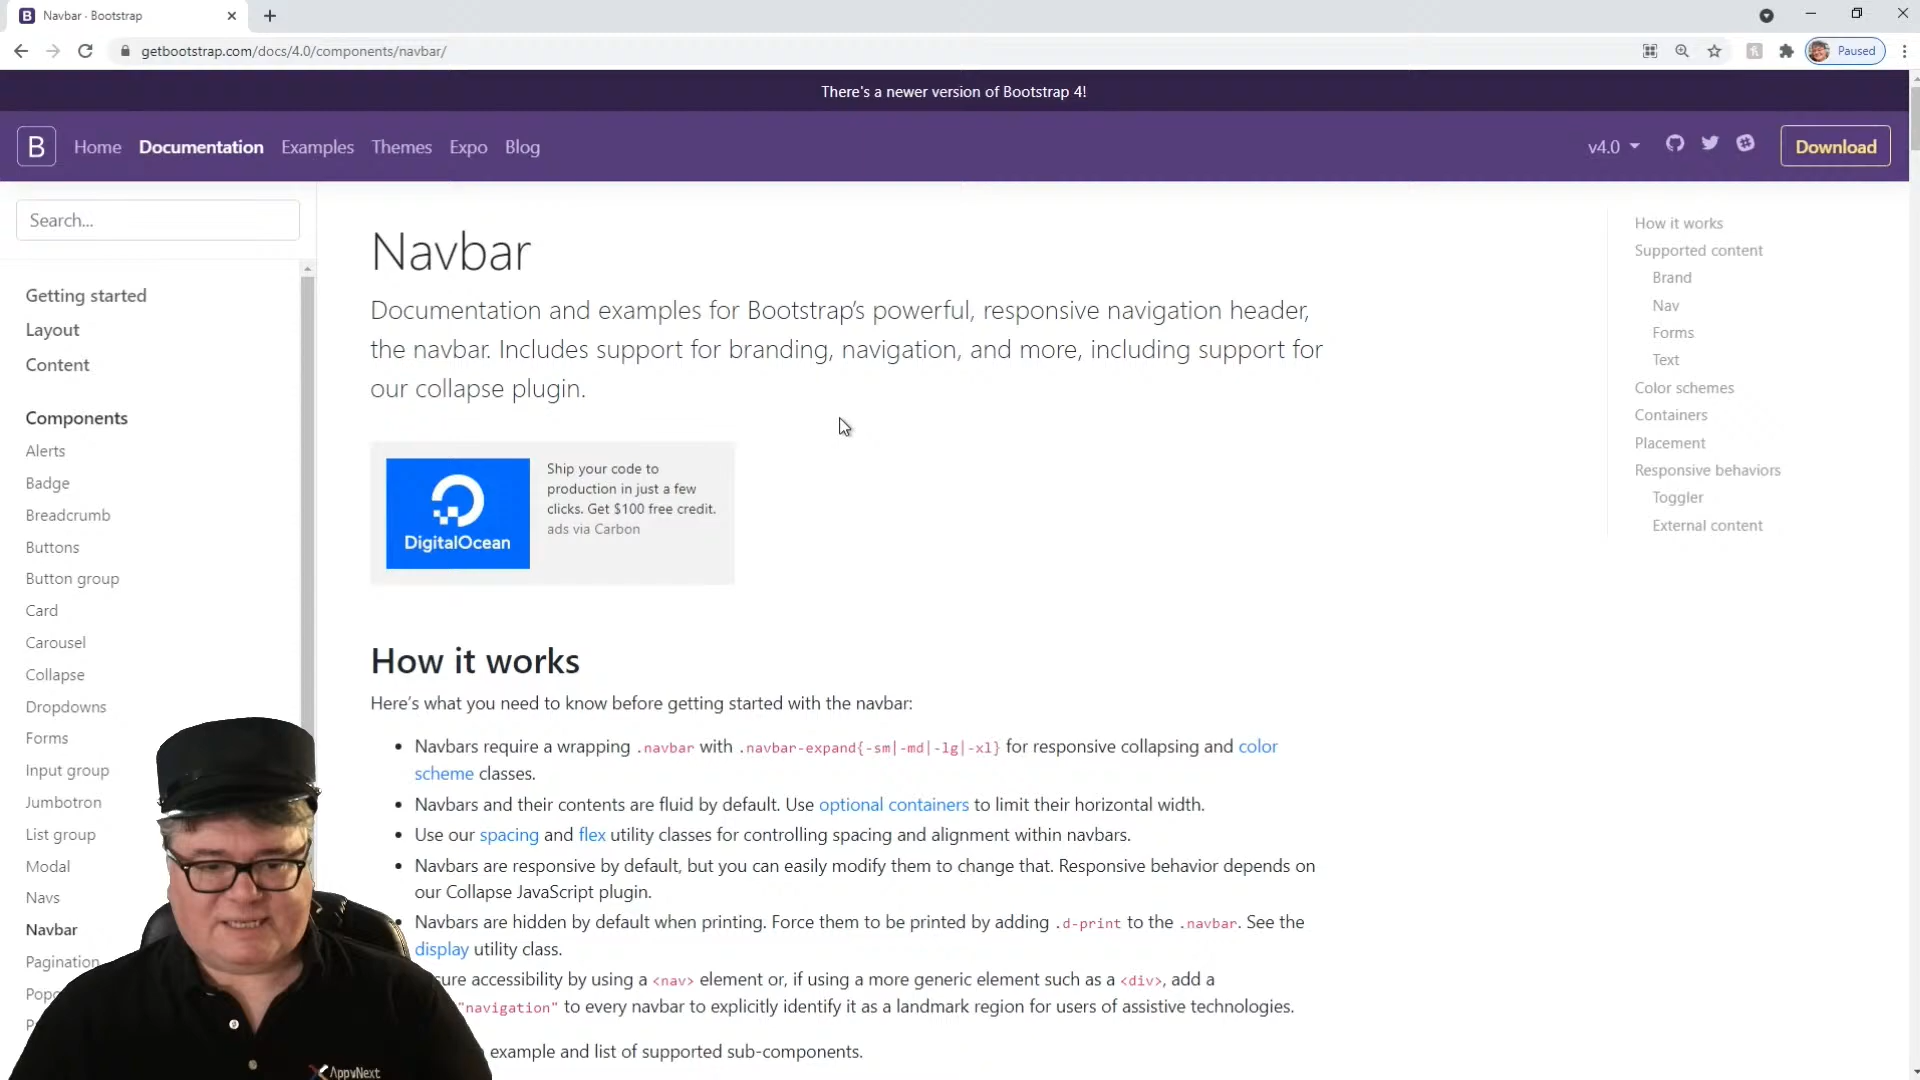 Navbar · Bootstrap
getbootstrap.com/docs/4.0/components/navbar/
Paused
There's a newer version of Bootstrap 4!
B Home Documentation Examples Themes Expo Blog v4.0 Download
Search...
Getting started
Layout
Content
Components
Alerts
Badge
Breadcrumb
Buttons
Button group
Card
Carousel
Collapse
Dropdowns
Forms
Input group
Jumbotron
List group
Modal
Navs
Navbar
Pagination
Navbar
Documentation and examples for Bootstrap’s powerful, responsive navigation header,
the navbar. Includes support for branding, navigation, and more, including support for
our collapse plugin.
DigitalOcean
Ship your code to
production in just a few
clicks. Get $100 free credit.
ads via Carbon
How it works
Here’s what you need to know before getting started with the navbar:
Navbars require a wrapping .navbar with .navbar-expand{-sm|-md|-lg|-xl} for responsive collapsing and color
scheme classes.
Navbars and their contents are fluid by default. Use optional containers to limit their horizontal width.
Use our spacing and flex utility classes for controlling spacing and alignment within navbars.
Navbars are responsive by default, but you can easily modify them to change that. Responsive behavior depends on
our Collapse JavaScript plugin.
Navbars are hidden by default when printing. Force them to be printed by adding .d-print to the .navbar. See the
display utility class.
sure accessibility by using a <nav> element or, if using a more generic element such as a <div>, add a
"navigation" to every navbar to explicitly identify it as a landmark region for users of assistive technologies.
example and list of supported sub-components.
How it works
Supported content
Brand
Nav
Forms
Text
Color schemes
Containers
Placement
Responsive behaviors
Toggler
External content
AppvNext